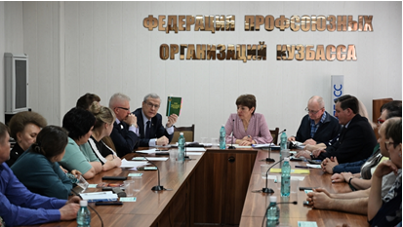 ФЕДЕРАЦИЯ ПРОФСОЮЗНЫХ
ОРГАНИЗАЦИЙ КУЗБАССА